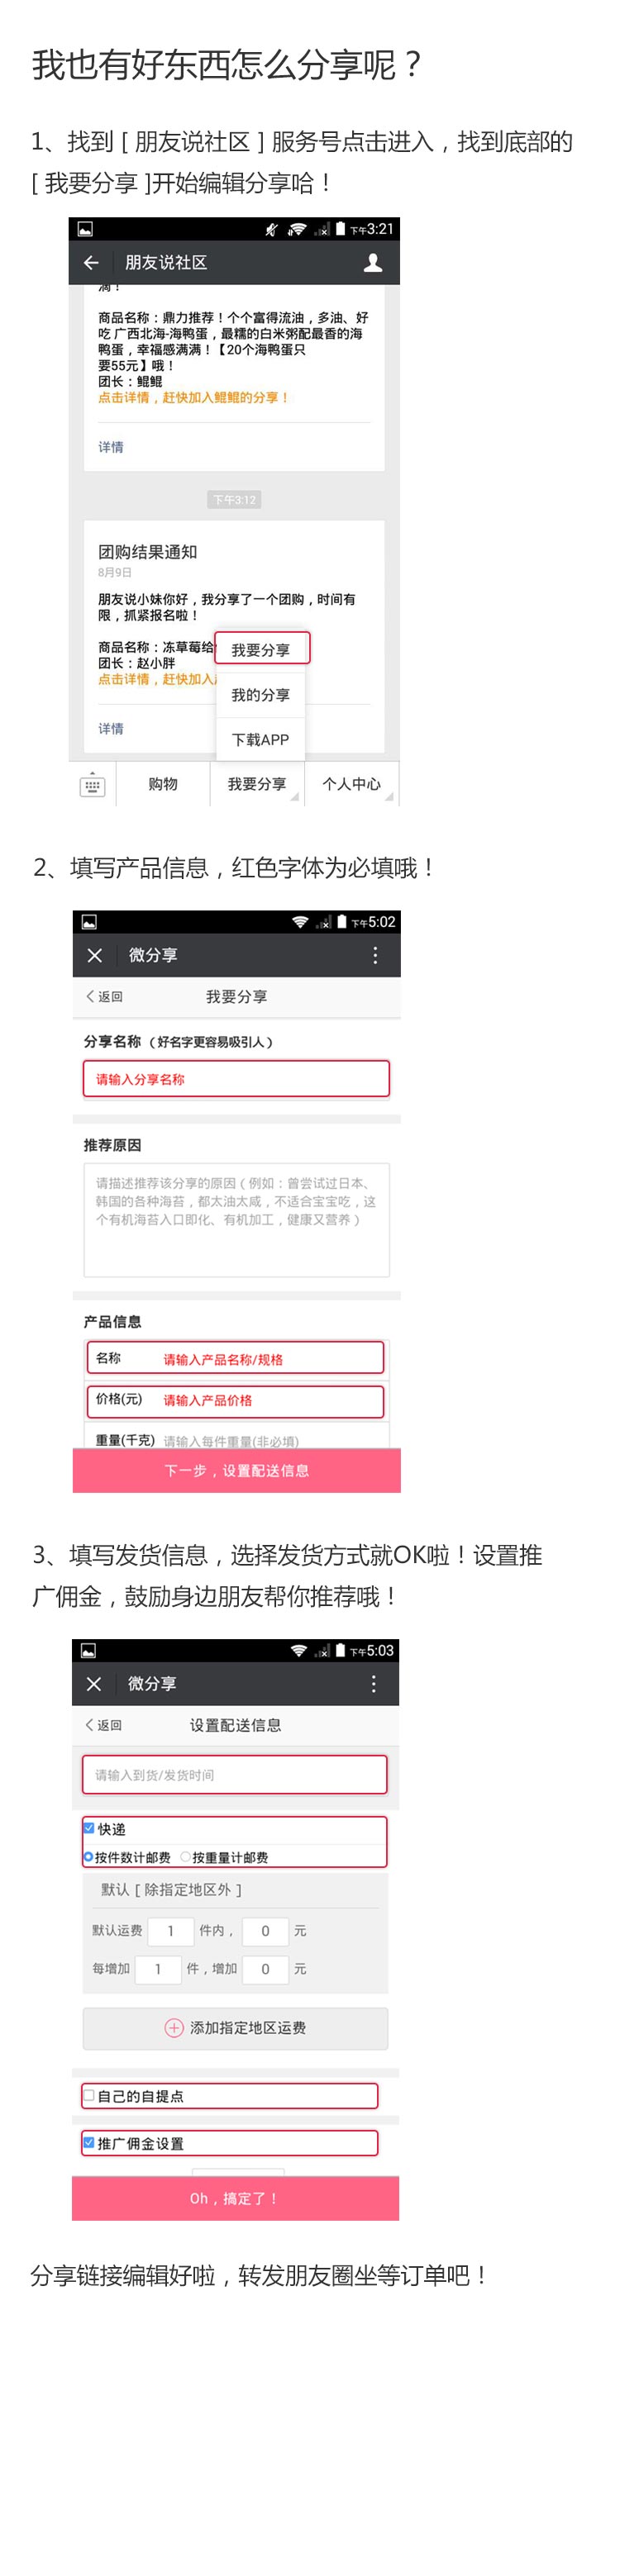 我也有好东西怎么分享呢？
1、找到 [ 朋友说社区 ] 服务号点击进入，找到底部的
[ 我要分享 ]开始编辑分享哈！
下午3:21
朋友说社区
商品名称：鼎力推荐！个个富得流油，多油、好
吃 广西北海-海鸭蛋，最糯的白米粥配最香的海
鸭蛋，幸福感满满！【20个海鸭蛋只
要55元】哦！
团长：鲲鲲
点击详情，赶快加入鲲鲲的分享！
详情
下午3:12
团购结果通知
8月9日
朋友说小妹你好，我分享了一个团购，时间有
限，抓紧报名啦！
商品名称：冻草莓给
团长：赵小胖
点击详情，赶快加入
我要分享
我的分享
下载APP
详情
购物
我要分享
个人中心
2、填写产品信息，红色字体为必填哦！
下午5:02
微分享
返回
我要分享
分享名称（好名字更容易吸引人）
请输入分享名称
推荐原因
请描述推荐该分享的原因（例如：曾尝试过日本、
韩国的各种海苔，都太油太咸，不适合宝宝吃，这
个有机海苔入口即化、有机加工，健康又营养）
产品信息
名称 请输入产品名称/规格
价格(元) 请输入产品价格
重量(千克) 请输入每件重量(非必填)
下一步，设置配送信息
3、填写发货信息，选择发货方式就OK啦！设置推
广佣金，鼓励身边朋友帮你推荐哦！
下午5:03
微分享
返回
设置配送信息
请输入到货/发货时间
快递
按件数计邮费 按重量计邮费
默认 [ 除指定地区外 ]
默认运费 1 件内， 0 元
每增加 1 件，增加 0 元
添加指定地区运费
自己的自提点
推广佣金设置
Oh，搞定了！
分享链接编辑好啦，转发朋友圈坐等订单吧！